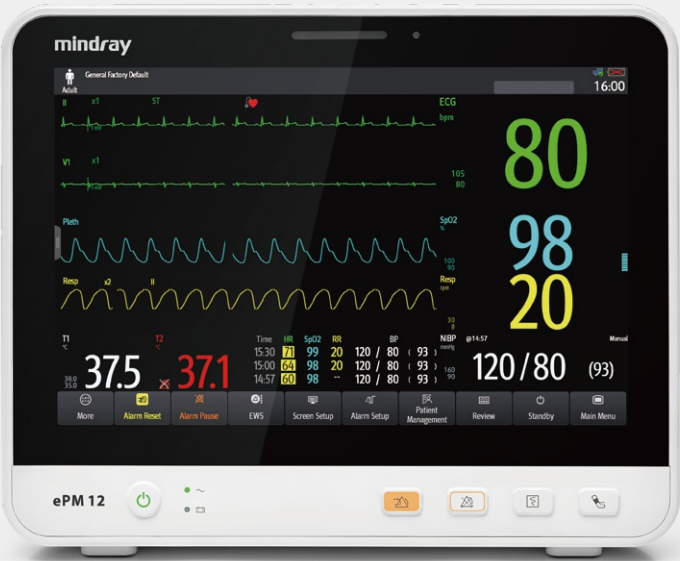 mindray
General Factory Default
Adult
16:00
II x1 ST ECG
1 mV bpm
80
V1 x1
1 mV
105
80
Pleth SpO2
%
98
100
90
Resp x2 II Resp
rpm
20
30
8
T1 T2 Time HR SpO2 RR BP NIBP @14:57 Manual
°C °C mmHg
15:30 71 99 20 120 / 80 ( 93 )
15:00 64 98 20 120 / 80 ( 93 )
14:57 60 98 -- 120 / 80 ( 93 )
38.0
35.0
37.5 37.1
160
90
120/80 (93)
More Alarm Reset Alarm Pause EWS Screen Setup Alarm Setup Patient Management Review Standby Main Menu
ePM 12